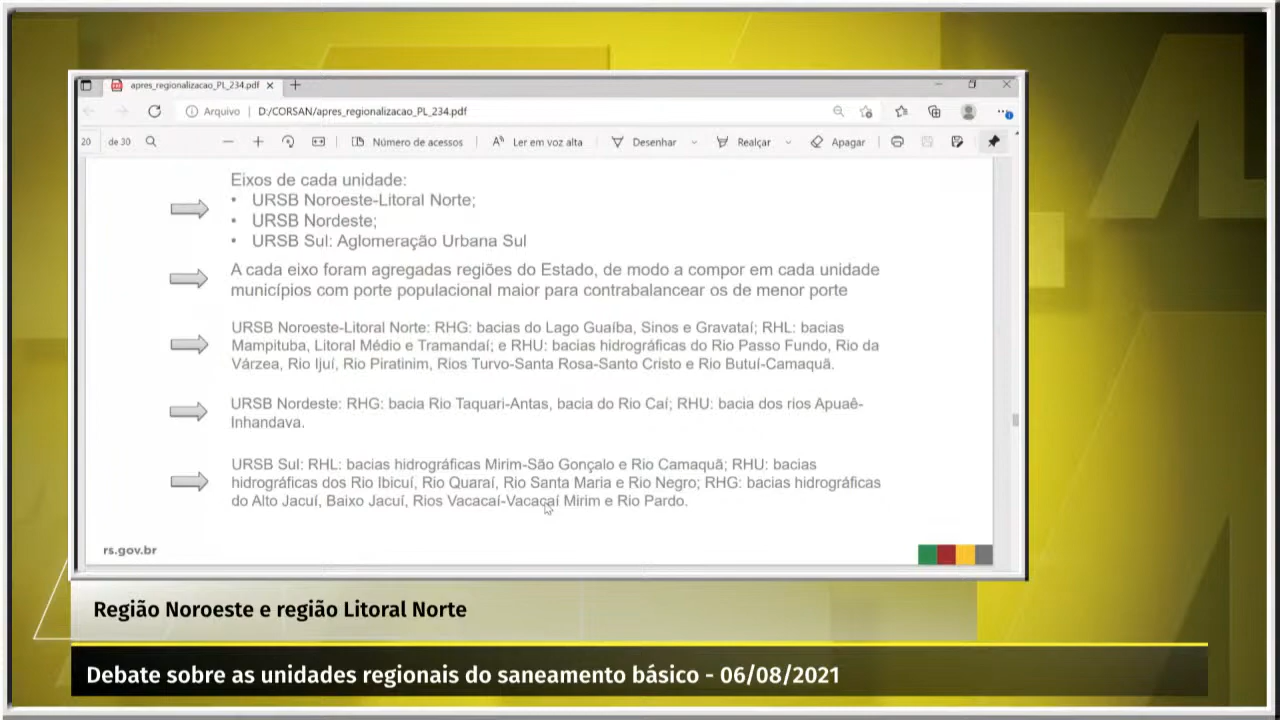 apres_regionalizacao_PL_234.pdf
Arquivo | D:/CORSAN/apres_regionalizacao_PL_234.pdf
20 de 30 Número de acessos Ler em voz alta Desenhar Realçar Apagar
Eixos de cada unidade:
• URSB Noroeste-Litoral Norte;
• URSB Nordeste;
• URSB Sul: Aglomeração Urbana Sul
A cada eixo foram agregadas regiões do Estado, de modo a compor em cada unidade
municípios com porte populacional maior para contrabalancear os de menor porte
URSB Noroeste-Litoral Norte: RHG: bacias do Lago Guaíba, Sinos e Gravataí; RHL: bacias
Mampituba, Litoral Médio e Tramandaí; e RHU: bacias hidrográficas do Rio Passo Fundo, Rio da
Várzea, Rio Ijuí, Rio Piratinim, Rios Turvo-Santa Rosa-Santo Cristo e Rio Butuí-Camaquã.
URSB Nordeste: RHG: bacia Rio Taquari-Antas, bacia do Rio Caí; RHU: bacia dos rios Apuaê-
Inhandava.
URSB Sul: RHL: bacias hidrográficas Mirim-São Gonçalo e Rio Camaquã; RHU: bacias
hidrográficas dos Rio Ibicuí, Rio Quaraí, Rio Santa Maria e Rio Negro; RHG: bacias hidrográficas
do Alto Jacuí, Baixo Jacuí, Rios Vacacaí-Vacacaí Mirim e Rio Pardo.
rs.gov.br
Região Noroeste e região Litoral Norte
Debate sobre as unidades regionais do saneamento básico - 06/08/2021